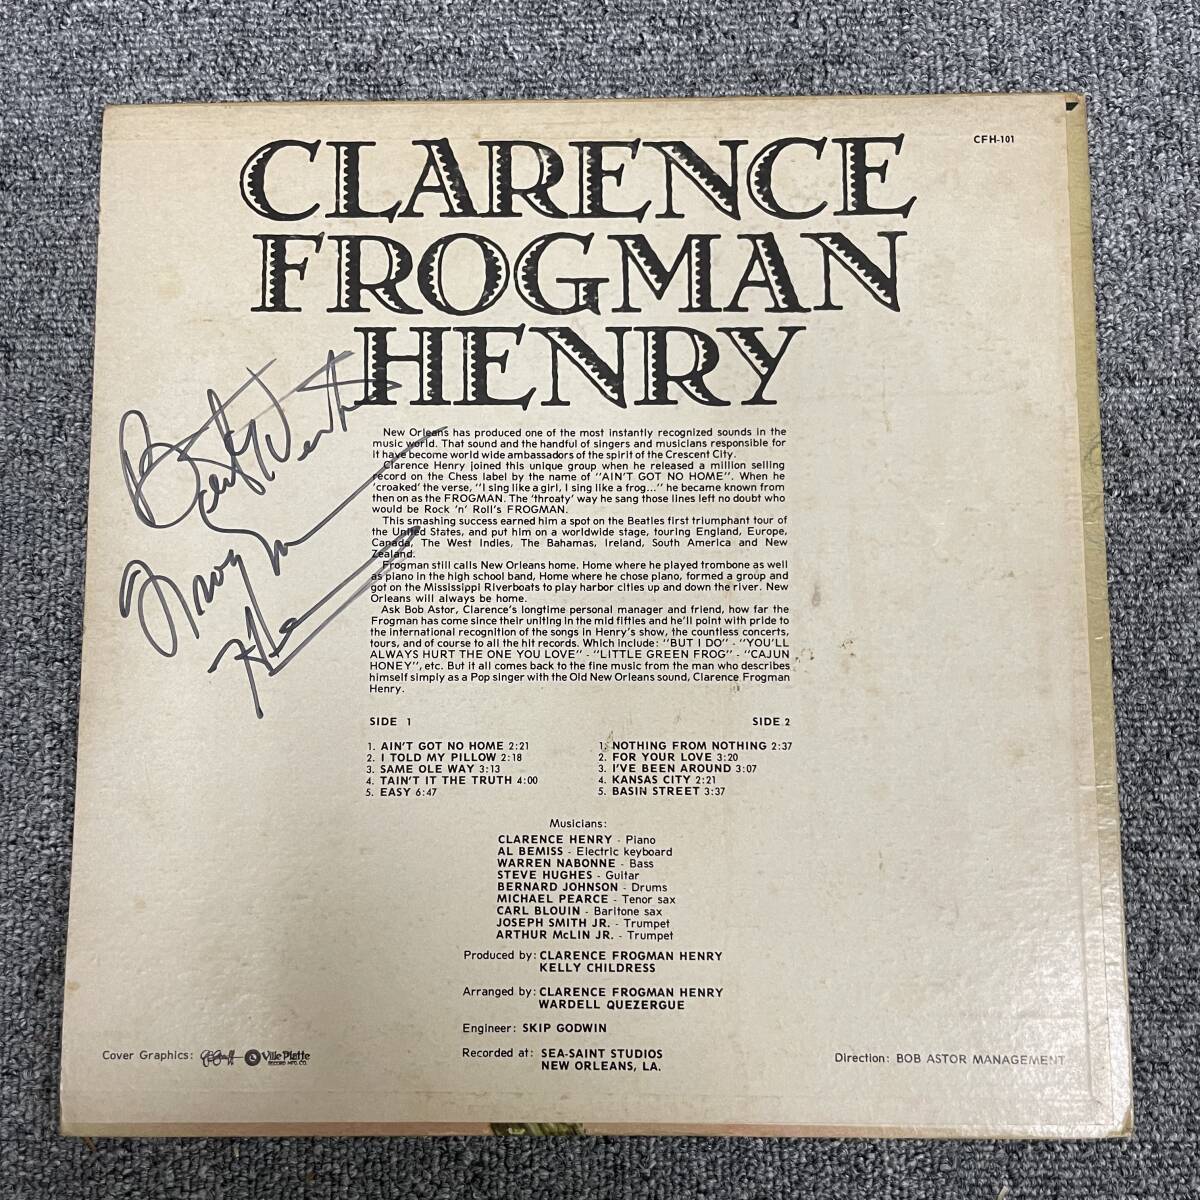 CFH-101
CLARENCE
FROGMAN
HENRY
Best Wishes
Frogman
Henry
New Orleans has produced one of the most instantly recognized sounds in the
music world. That sound and the handful of singers and musicians responsible for
it have become world wide ambassadors of the spirit of the Crescent City.
Clarence Henry joined this unique group when he released a million selling
record on the Chess label by the name of "AIN'T GOT NO HOME". When he
'croaked' the verse, "I sing like a girl, I sing like a frog..." he became known from
then on as the FROGMAN. The 'throaty' way he sang those lines left no doubt who
would be Rock 'n' Roll's FROGMAN.
This smashing success earned him a spot on the Beatles first triumphant tour of
the United States, and put him on a worldwide stage, touring England, Europe,
Canada, The West Indies, The Bahamas, Ireland, South America and New
Zealand.
Frogman still calls New Orleans home. Home where he played trombone as well
as piano in the high school band, Home where he chose piano, formed a group and
got on the Mississippi Riverboats to play harbor cities up and down the river. New
Orleans will always be home.
Ask Bob Astor, Clarence's longtime personal manager and friend, how far the
Frogman has come since their uniting in the mid fifties and he'll point with pride to
the international recognition of the songs in Henry's show, the countless concerts,
tours, and of course to all the hit records. Which include: "BUT I DO" - "YOU'LL
ALWAYS HURT THE ONE YOU LOVE" - "LITTLE GREEN FROG" - "CAJUN
HONEY", etc. But it all comes back to the fine music from the man who describes
himself simply as a Pop singer with the Old New Orleans sound, Clarence Frogman
Henry.
SIDE 1
1. AIN'T GOT NO HOME 2:21
2. I TOLD MY PILLOW 2:18
3. SAME OLE WAY 3:13
4. TAIN'T IT THE TRUTH 4:00
5. EASY 6:47
SIDE 2
1. NOTHING FROM NOTHING 2:37
2. FOR YOUR LOVE 3:20
3. I'VE BEEN AROUND 3:07
4. KANSAS CITY 2:21
5. BASIN STREET 3:37
Musicians:
CLARENCE HENRY - Piano
AL BEMISS - Electric keyboard
WARREN NABONNE - Bass
STEVE HUGHES - Guitar
BERNARD JOHNSON - Drums
MICHAEL PEARCE - Tenor sax
CARL BLOUIN - Baritone sax
JOSEPH SMITH JR. - Trumpet
ARTHUR McLIN JR. - Trumpet
Produced by: CLARENCE FROGMAN HENRY
KELLY CHILDRESS
Arranged by: CLARENCE FROGMAN HENRY
WARDELL QUEZERGUE
Engineer: SKIP GODWIN
Recorded at: SEA-SAINT STUDIOS
NEW ORLEANS, LA.
Cover Graphics: Ville Platte
RECORD MFG. CO.
Direction: BOB ASTOR MANAGEMENT